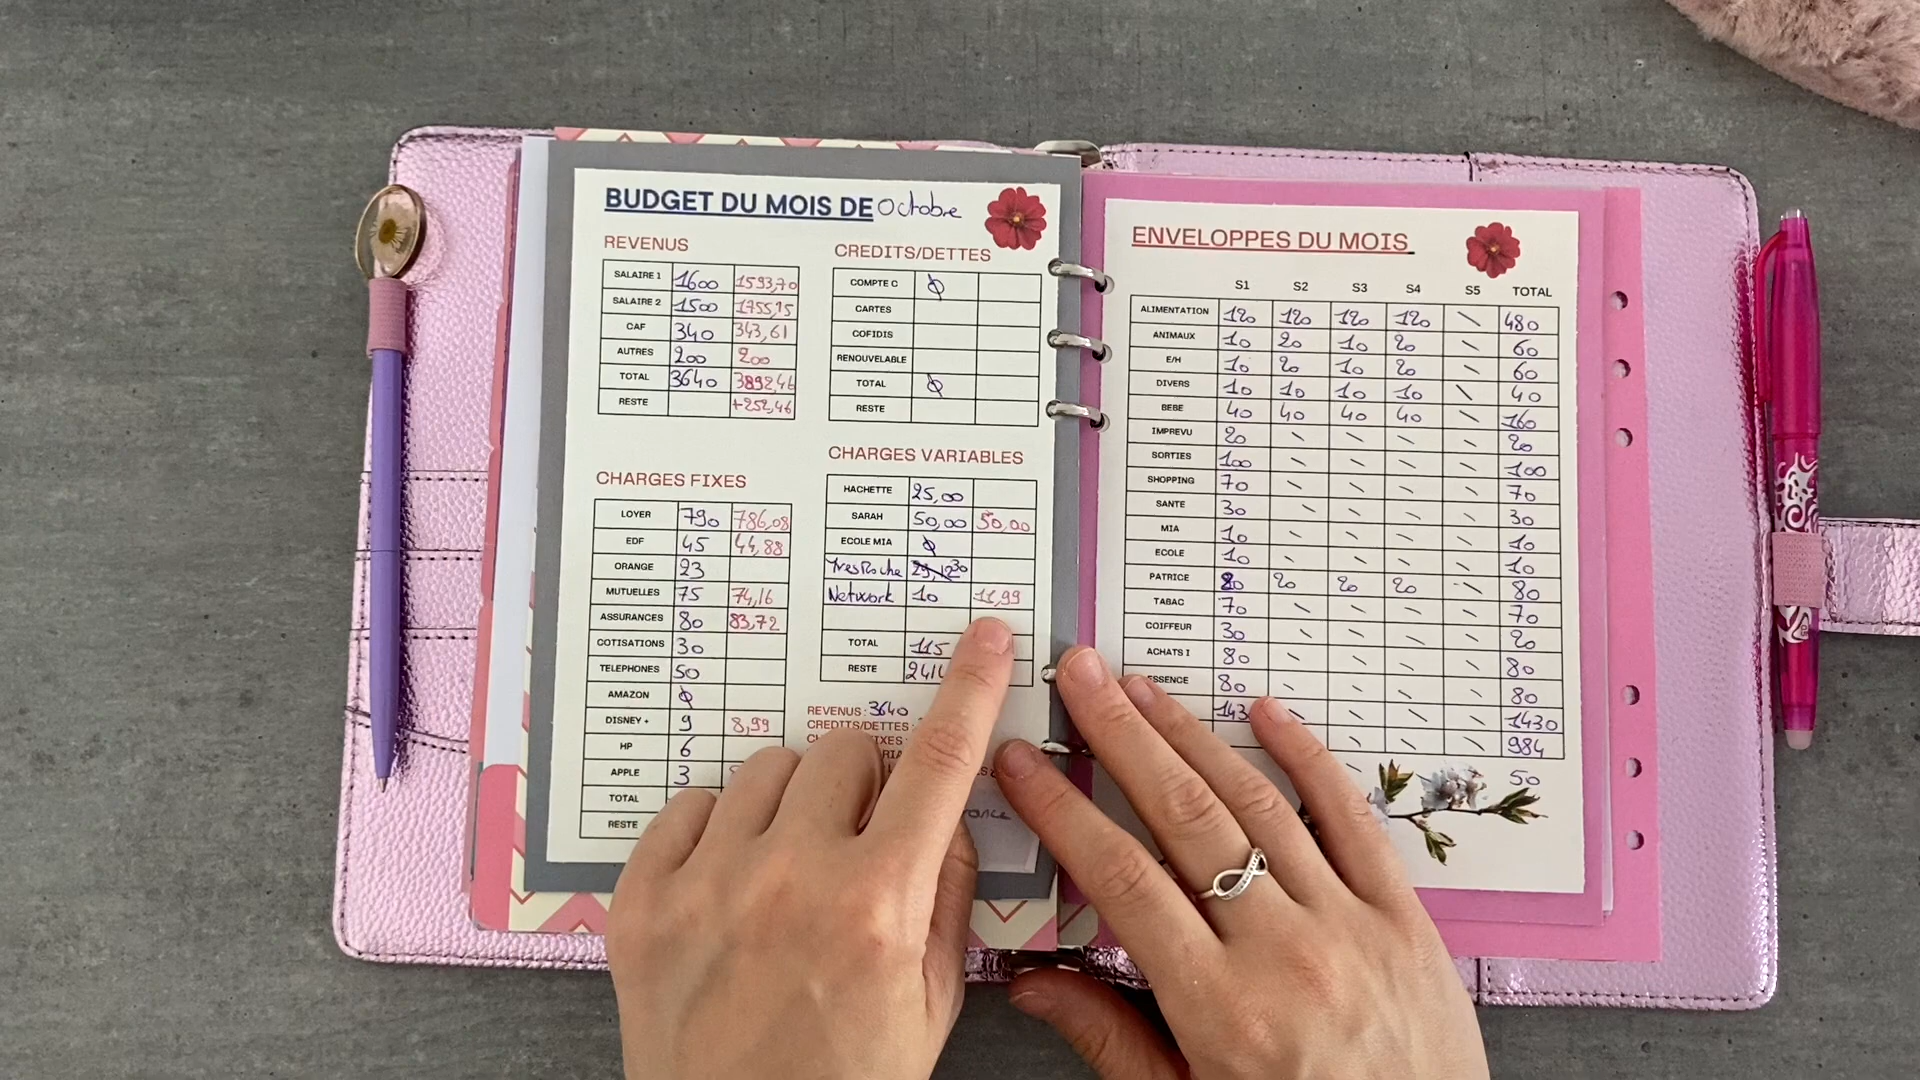 BUDGET DU MOIS DE Octobre
REVENUS
SALAIRE 1 1600 1593,70
SALAIRE 2 1500 1755,15
CAF 340 343,61
AUTRES 200 200
TOTAL 3640 3892,46
RESTE +252,46
CHARGES FIXES
LOYER 790 786,08
EDF 45 44,88
ORANGE 23
MUTUELLES 75 74,16
ASSURANCES 80 83,72
COTISATIONS 30
TELEPHONES 50
AMAZON ϕ
DISNEY + 9 8,99
HP 6
APPLE 3
TOTAL
RESTE
CREDITS/DETTES
COMPTE C ϕ
CARTES
COFIDIS
RENOUVELABLE
TOTAL ϕ
RESTE
CHARGES VARIABLES
HACHETTE 25,00
SARAH 50,00 50,00
ECOLE MIA ϕ
YvesRoche 30
Network 10 11,99
TOTAL 115
RESTE
REVENUS : 3640
CREDITS/DETTES :
ENVELOPPES DU MOIS
S1 S2 S3 S4 S5 TOTAL
ALIMENTATION 120 120 120 120 \ 480
ANIMAUX 10 20 10 20 \ 60
E/H 10 20 10 20 \ 60
DIVERS 10 10 10 10 \ 40
BEBE 40 40 40 40 \ 160
IMPREVU 20 \ \ \ \ 20
SORTIES 100 \ \ \ \ 100
SHOPPING 70 \ \ \ \ 70
SANTE 30 \ \ \ \ 30
MIA 10 \ \ \ \ 10
ECOLE 10 \ \ \ \ 10
PATRICE 20 20 20 20 \ 80
TABAC 70 \ \ \ \ 70
COIFFEUR 30 \ \ \ \ 20
ACHATS I 80 \ \ \ \ 80
ESSENCE 80 \ \ \ \ 80
\ \ \ \ 1430
\ \ \ 984
\ 50